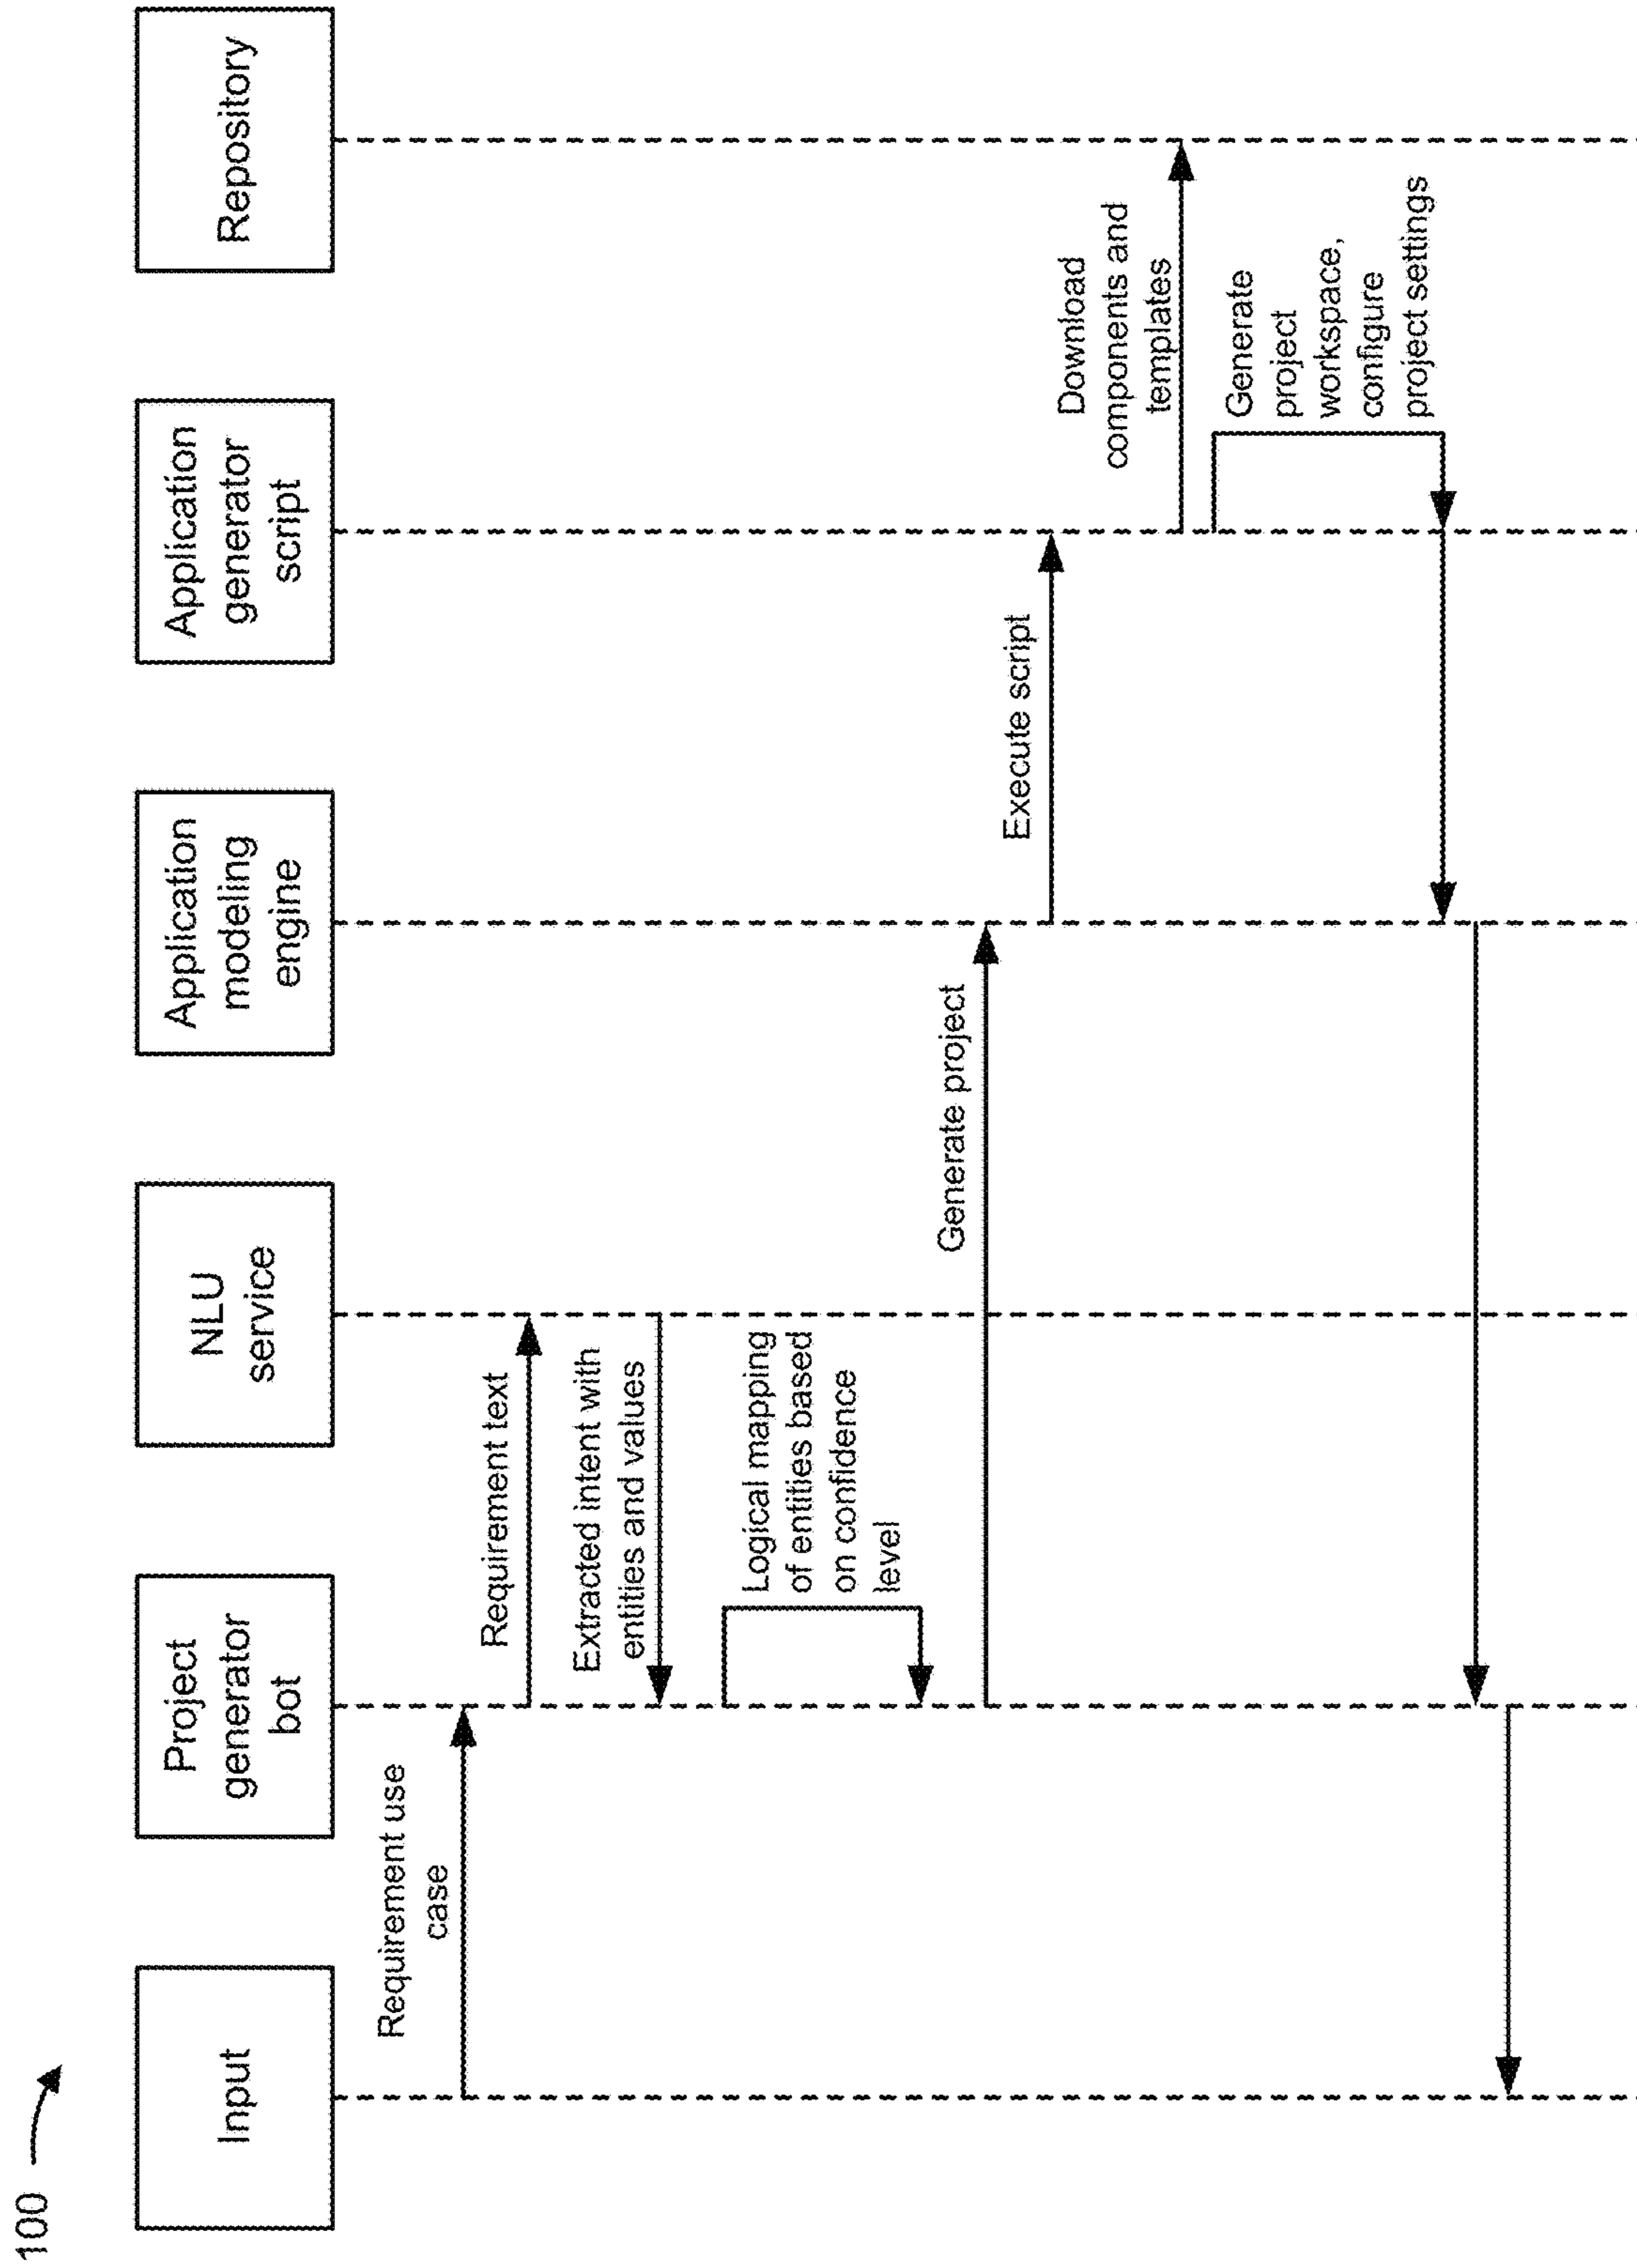 100
Input
Project
generator
bot
NLU
service
Application
modeling
engine
Application
generator
script
Repository
Requirement use
case
Requirement text
Extracted intent with
entities and values
Logical mapping
of entities based
on confidence
level
Generate project
Execute script
Download
components and
templates
Generate
project
workspace,
configure
project settings